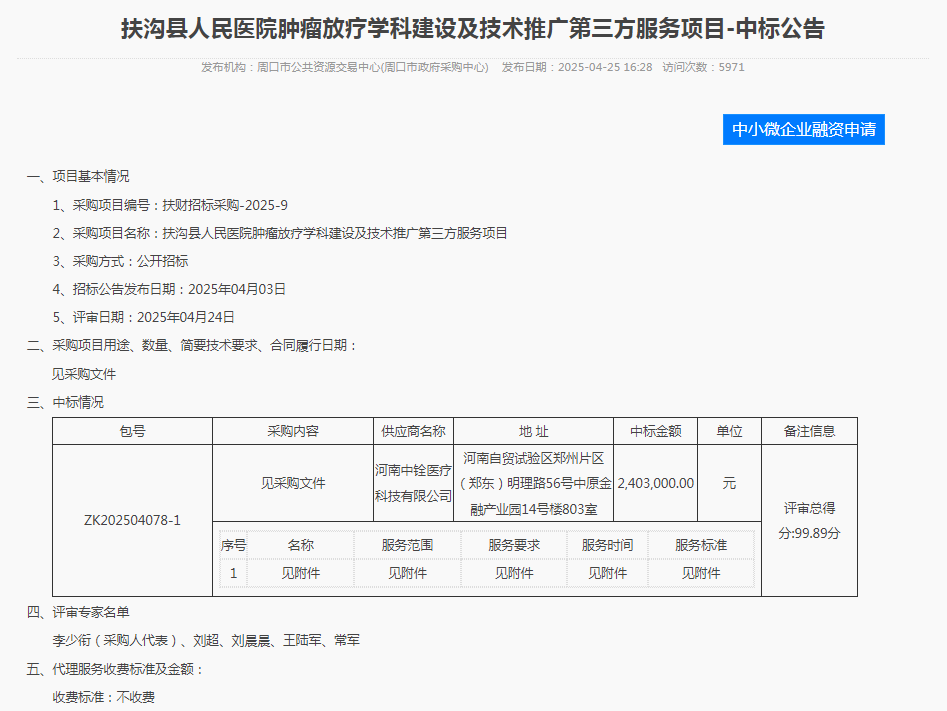 扶沟县人民医院肿瘤放疗学科建设及技术推广第三方服务项目-中标公告
发布机构：周口市公共资源交易中心(周口市政府采购中心) 发布日期：2025-04-25 16:28 访问次数：5971
中小微企业融资申请
一、项目基本情况
1、采购项目编号：扶财招标采购-2025-9
2、采购项目名称：扶沟县人民医院肿瘤放疗学科建设及技术推广第三方服务项目
3、采购方式：公开招标
4、招标公告发布日期：2025年04月03日
5、评审日期：2025年04月24日
二、采购项目用途、数量、简要技术要求、合同履行日期：
见采购文件
三、中标情况
包号 采购内容 供应商名称 地 址 中标金额 单位 备注信息
ZK202504078-1
见采购文件
河南中铨医疗
科技有限公司
河南自贸试验区郑州片区
（郑东）明理路56号中原金
融产业园14号楼803室
2,403,000.00
元
评审总得
分:99.89分
序号 名称 服务范围 服务要求 服务时间 服务标准
1 见附件 见附件 见附件 见附件 见附件
四、评审专家名单
李少衔（采购人代表）、刘超、刘晨晨、王陆军、常军
五、代理服务收费标准及金额：
收费标准：不收费